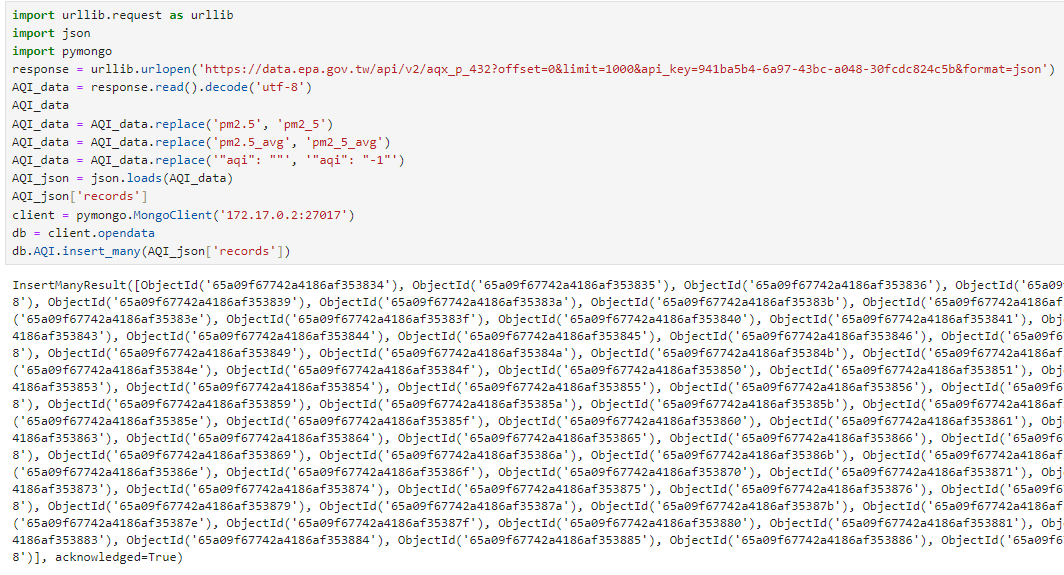 import urllib.request as urllib
import json
import pymongo
response = urllib.urlopen('https://data.epa.gov.tw/api/v2/aqx_p_432?offset=0&limit=1000&api_key=941ba5b4-6a97-43bc-a048-30fcdc824c5b&format=json')
AQI_data = response.read().decode('utf-8')
AQI_data
AQI_data = AQI_data.replace('pm2.5', 'pm2_5')
AQI_data = AQI_data.replace('pm2.5_avg', 'pm2_5_avg')
AQI_data = AQI_data.replace('"aqi": ""', '"aqi": "-1"')
AQI_json = json.loads(AQI_data)
AQI_json['records']
client = pymongo.MongoClient('172.17.0.2:27017')
db = client.opendata
db.AQI.insert_many(AQI_json['records'])
InsertManyResult([ObjectId('65a09f67742a4186af353834'), ObjectId('65a09f67742a4186af353835'), ObjectId('65a09f67742a4186af353836'), ObjectId('65a09
8'), ObjectId('65a09f67742a4186af353839'), ObjectId('65a09f67742a4186af35383a'), ObjectId('65a09f67742a4186af35383b'), ObjectId('65a09f67742a4186af
('65a09f67742a4186af35383e'), ObjectId('65a09f67742a4186af35383f'), ObjectId('65a09f67742a4186af353840'), ObjectId('65a09f67742a4186af353841'), Obj
4186af353843'), ObjectId('65a09f67742a4186af353844'), ObjectId('65a09f67742a4186af353845'), ObjectId('65a09f67742a4186af353846'), ObjectId('65a09f6
8'), ObjectId('65a09f67742a4186af353849'), ObjectId('65a09f67742a4186af35384a'), ObjectId('65a09f67742a4186af35384b'), ObjectId('65a09f67742a4186af
('65a09f67742a4186af35384e'), ObjectId('65a09f67742a4186af35384f'), ObjectId('65a09f67742a4186af353850'), ObjectId('65a09f67742a4186af353851'), Obj
4186af353853'), ObjectId('65a09f67742a4186af353854'), ObjectId('65a09f67742a4186af353855'), ObjectId('65a09f67742a4186af353856'), ObjectId('65a09f6
8'), ObjectId('65a09f67742a4186af353859'), ObjectId('65a09f67742a4186af35385a'), ObjectId('65a09f67742a4186af35385b'), ObjectId('65a09f67742a4186af
('65a09f67742a4186af35385e'), ObjectId('65a09f67742a4186af35385f'), ObjectId('65a09f67742a4186af353860'), ObjectId('65a09f67742a4186af353861'), Obj
4186af353863'), ObjectId('65a09f67742a4186af353864'), ObjectId('65a09f67742a4186af353865'), ObjectId('65a09f67742a4186af353866'), ObjectId('65a09f6
8'), ObjectId('65a09f67742a4186af353869'), ObjectId('65a09f67742a4186af35386a'), ObjectId('65a09f67742a4186af35386b'), ObjectId('65a09f67742a4186af
('65a09f67742a4186af35386e'), ObjectId('65a09f67742a4186af35386f'), ObjectId('65a09f67742a4186af353870'), ObjectId('65a09f67742a4186af353871'), Obj
4186af353873'), ObjectId('65a09f67742a4186af353874'), ObjectId('65a09f67742a4186af353875'), ObjectId('65a09f67742a4186af353876'), ObjectId('65a09f6
8'), ObjectId('65a09f67742a4186af353879'), ObjectId('65a09f67742a4186af35387a'), ObjectId('65a09f67742a4186af35387b'), ObjectId('65a09f67742a4186af
('65a09f67742a4186af35387e'), ObjectId('65a09f67742a4186af35387f'), ObjectId('65a09f67742a4186af353880'), ObjectId('65a09f67742a4186af353881'), Obj
4186af353883'), ObjectId('65a09f67742a4186af353884'), ObjectId('65a09f67742a4186af353885'), ObjectId('65a09f67742a4186af353886'), ObjectId('65a09f6
8')], acknowledged=True)